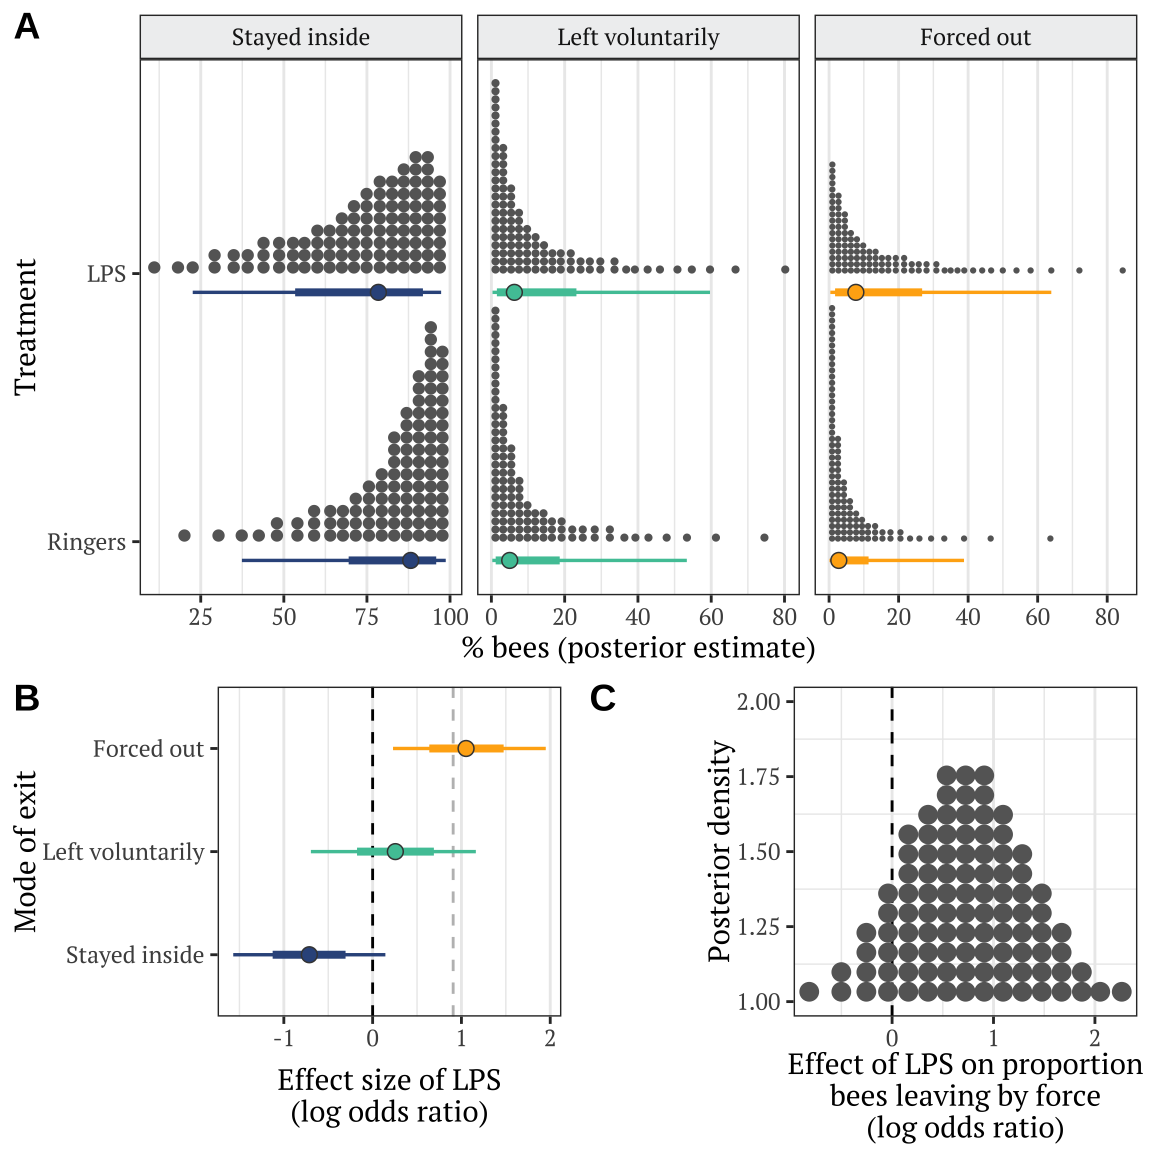 A
Stayed inside
Left voluntarily
Forced out
Treatment
LPS
Ringers
25 50 75 100
0 20 40 60 80
0 20 40 60 80
% bees (posterior estimate)
B
Mode of exit
Forced out
Left voluntarily
Stayed inside
-1 0 1 2
Effect size of LPS
(log odds ratio)
C
Posterior density
2.00
1.75
1.50
1.25
1.00
0 1 2
Effect of LPS on proportion
bees leaving by force
(log odds ratio)